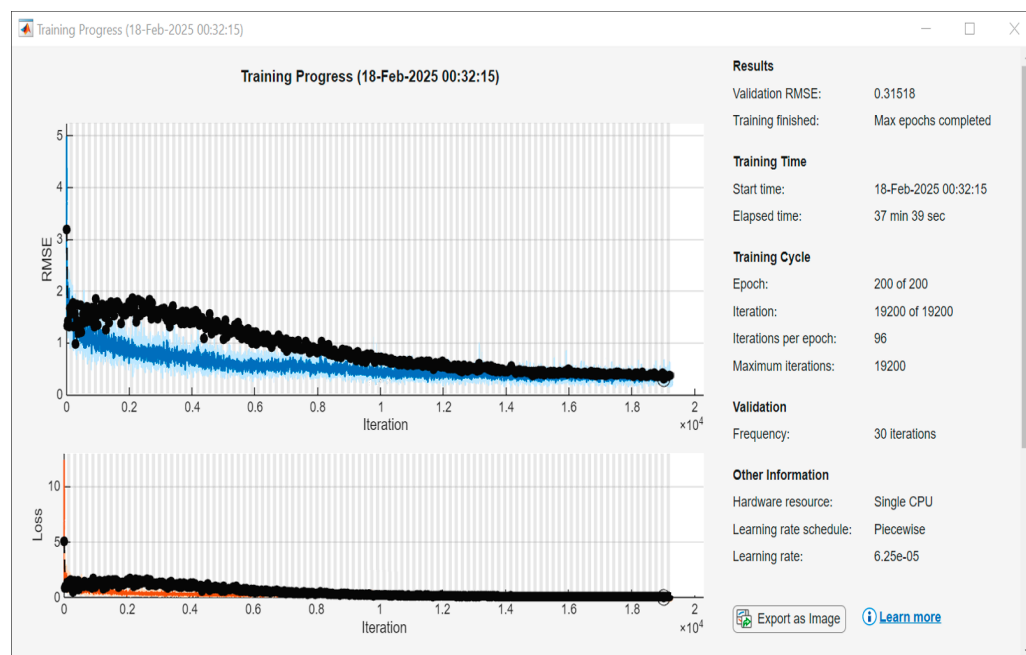 Training Progress (18-Feb-2025 00:32:15)
Training Progress (18-Feb-2025 00:32:15)
5
4
3
2
1
0
RMSE
0 0.2 0.4 0.6 0.8 1 1.2 1.4 1.6 1.8 2
Iteration
×10⁴
10
5
0
Loss
0 0.2 0.4 0.6 0.8 1 1.2 1.4 1.6 1.8 2
Iteration
×10⁴
Results
Validation RMSE: 0.31518
Training finished: Max epochs completed
Training Time
Start time: 18-Feb-2025 00:32:15
Elapsed time: 37 min 39 sec
Training Cycle
Epoch: 200 of 200
Iteration: 19200 of 19200
Iterations per epoch: 96
Maximum iterations: 19200
Validation
Frequency: 30 iterations
Other Information
Hardware resource: Single CPU
Learning rate schedule: Piecewise
Learning rate: 6.25e-05
Export as Image
Learn more